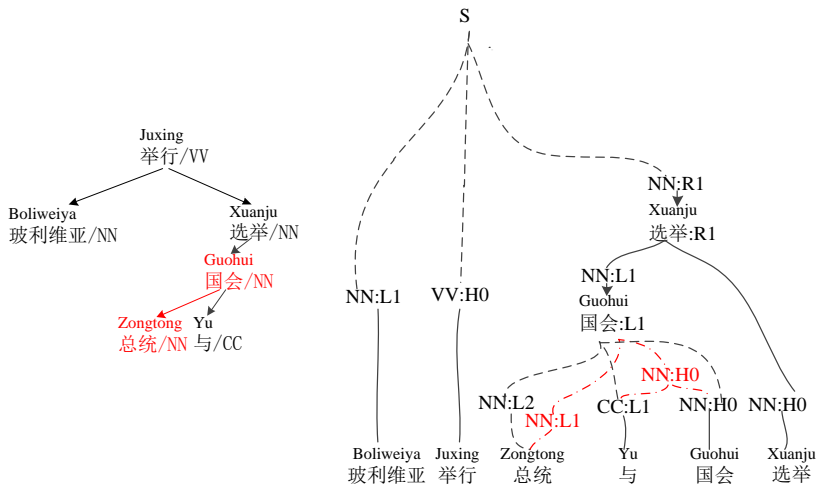 Juxing
举行/VV
Boliweiya
玻利维亚/NN
Xuanju
选举/NN
Guohui
国会/NN
Zongtong
总统/NN
Yu
与/CC
S
NN:R1
Xuanju
选举:R1
NN:L1
VV:H0
NN:L1
Guohui
国会:L1
NN:H0
NN:L2
NN:L1
CC:L1
NN:H0
NN:H0
Boliweiya
玻利维亚
Juxing
举行
Zongtong
总统
Yu
与
Guohui
国会
Xuanju
选举